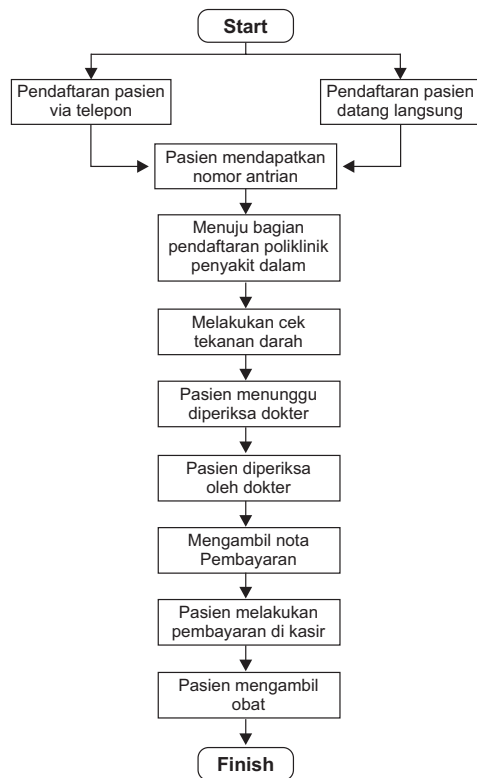 Start
Pendaftaran pasien
via telepon
Pendaftaran pasien
datang langsung
Pasien mendapatkan
nomor antrian
Menuju bagian
pendaftaran poliklinik
penyakit dalam
Melakukan cek
tekanan darah
Pasien menunggu
diperiksa dokter
Pasien diperiksa
oleh dokter
Mengambil nota
Pembayaran
Pasien melakukan
pembayaran di kasir
Pasien mengambil
obat
Finish